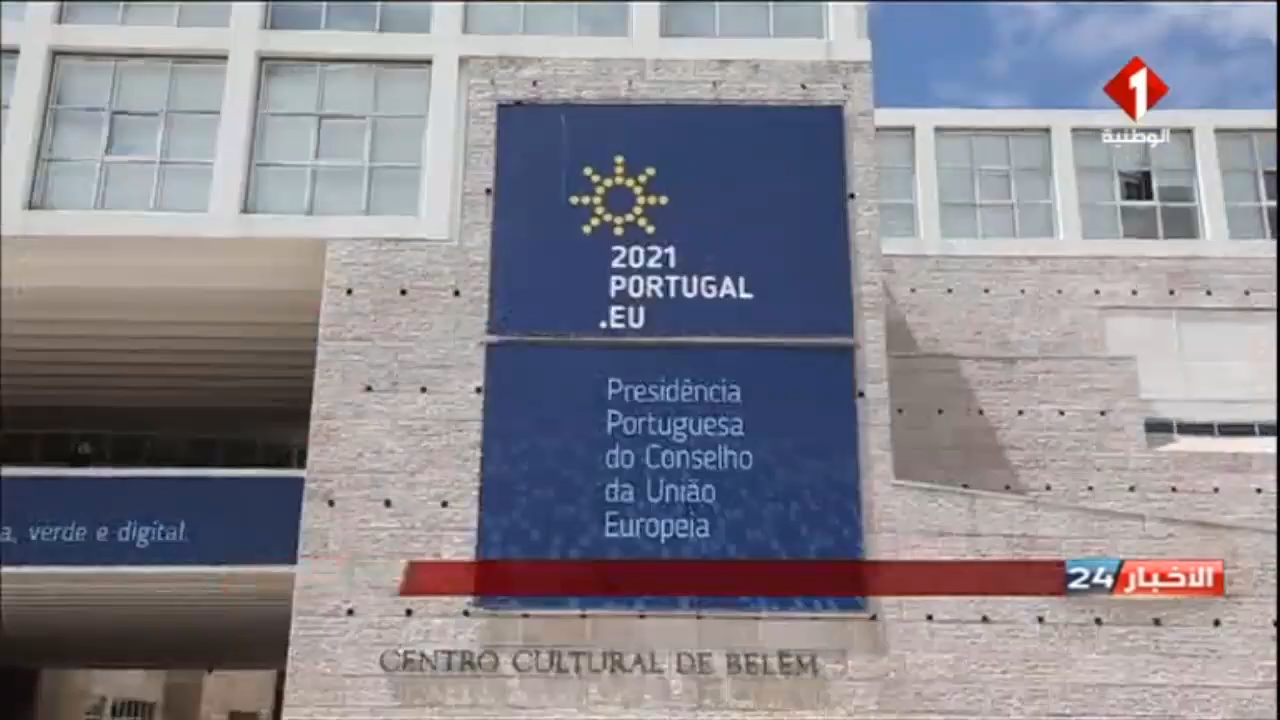 1
الوطنية
2021
PORTUGAL
.EU
Presidência
Portuguesa
do Conselho
da União
Europeia
a, verde e digital.
24 الأخبار
CENTRO CULTURAL DE BELÉM